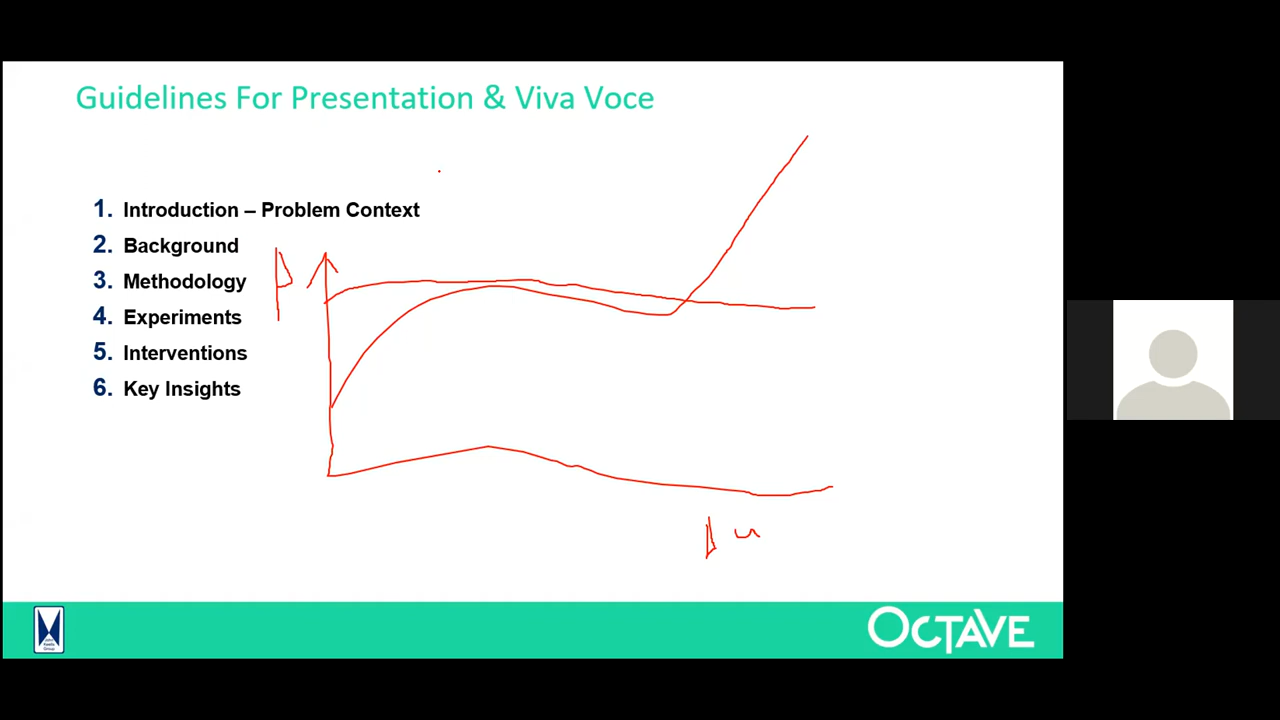 Guidelines For Presentation & Viva Voce
1. Introduction – Problem Context
2. Background
3. Methodology
4. Experiments
5. Interventions
6. Key Insights
OCTAVE